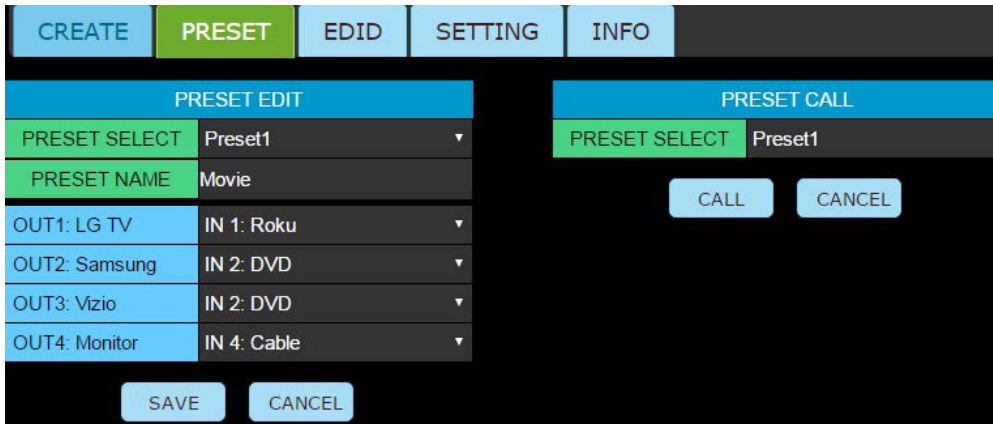 CREATE PRESET EDID SETTING INFO
PRESET EDIT
PRESET SELECT Preset1
PRESET NAME Movie
OUT1: LG TV IN 1: Roku
OUT2: Samsung IN 2: DVD
OUT3: Vizio IN 2: DVD
OUT4: Monitor IN 4: Cable
SAVE CANCEL
PRESET CALL
PRESET SELECT Preset1
CALL CANCEL